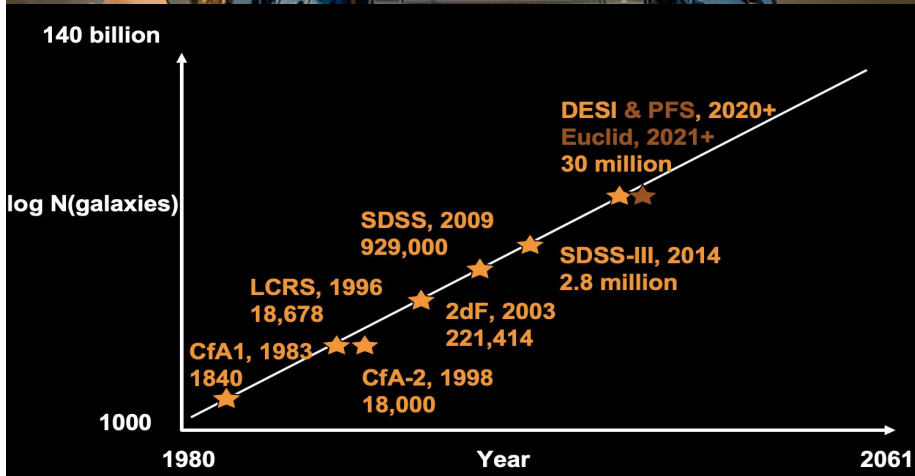 140 billion
DESI & PFS, 2020+
Euclid, 2021+
30 million
log N(galaxies)
SDSS, 2009
929,000
SDSS-III, 2014
2.8 million
LCRS, 1996
18,678
2dF, 2003
221,414
CfA1, 1983
1840
CfA-2, 1998
18,000
1000
1980
Year
2061